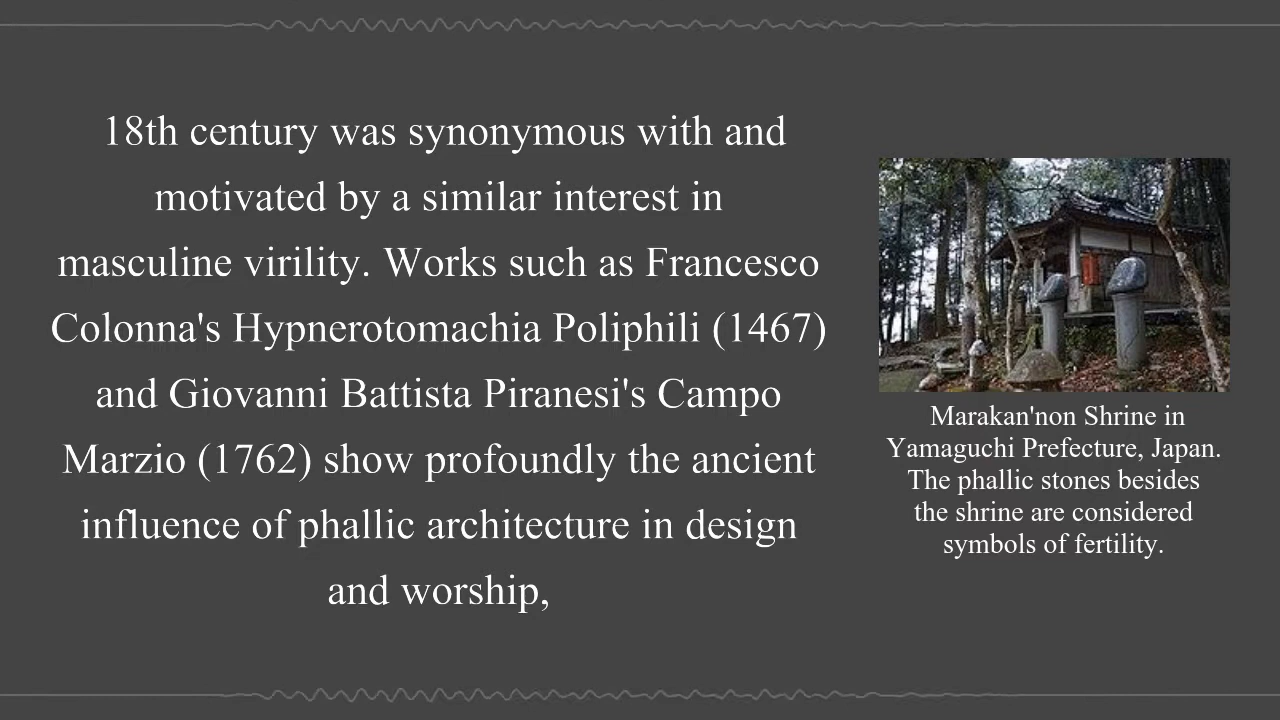 18th century was synonymous with and
motivated by a similar interest in
masculine virility. Works such as Francesco
Colonna's Hypnerotomachia Poliphili (1467)
and Giovanni Battista Piranesi's Campo
Marzio (1762) show profoundly the ancient
influence of phallic architecture in design
and worship,
Marakan'non Shrine in
Yamaguchi Prefecture, Japan.
The phallic stones besides
the shrine are considered
symbols of fertility.